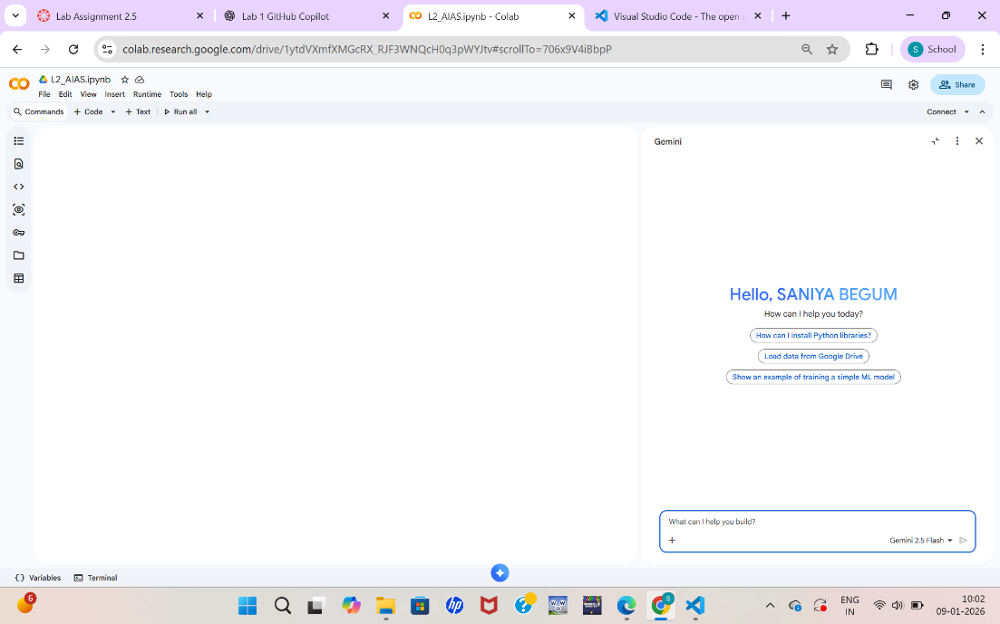 Lab Assignment 2.5
Lab 1 GitHub Copilot
L2_AIAS.ipynb - Colab
Visual Studio Code - The open
colab.research.google.com/drive/1ytdVXmfXMGcRX_RJF3WNQcH0q3pWYJtv#scrollTo=706x9V4iBbpP
S School
L2_AIAS.ipynb
File Edit View Insert Runtime Tools Help
Share
Commands + Code + Text Run all
Connect
Gemini
Hello, SANIYA BEGUM
How can I help you today?
How can I install Python libraries?
Load data from Google Drive
Show an example of training a simple ML model
What can I help you build?
Gemini 2.5 Flash
Variables Terminal
6
ENG
IN
10:02
09-01-2026